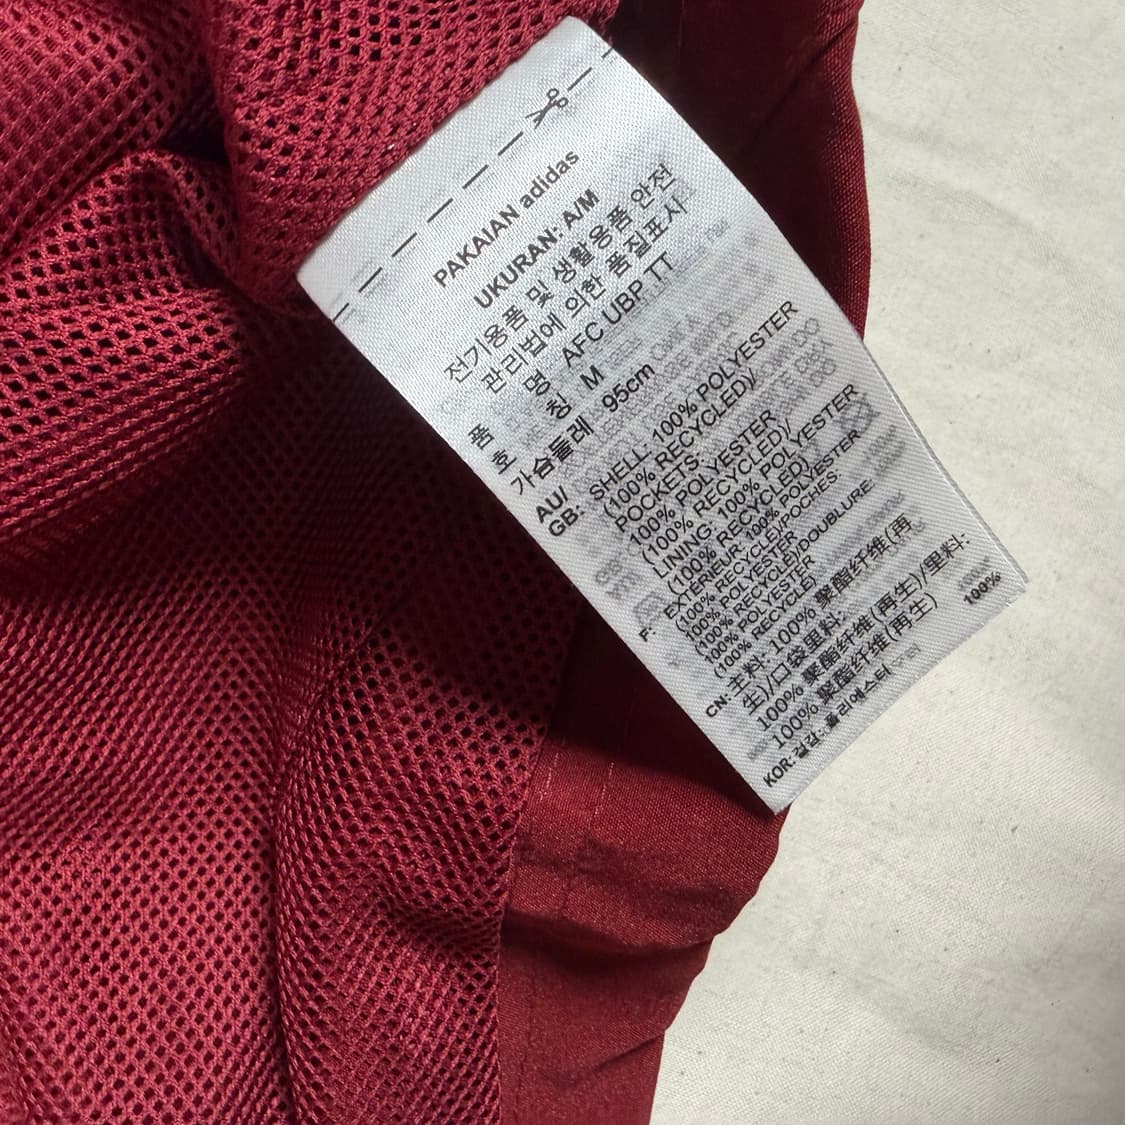 PAKAIAN adidas
UKURAN: A/M
전기용품 및 생활용품 안전
관리법에 의한 품질표시
품 명 AFC UBP TT
호 칭 M
가슴둘레 95cm
AU/
GB: SHELL: 100% POLYESTER
(100% RECYCLED)/
POCKETS:
100% POLYESTER
(100% RECYCLED)/
LINING: 100% POLYESTER
(100% RECYCLED)
F: EXTERIEUR: 100% POLYESTER
(100% RECYCLE)/POCHES:
100% POLYESTER
(100% RECYCLE)/DOUBLURE:
100% POLYESTER
(100% RECYCLE)
CN: 主料: 100% 聚酯纤维(再
生)/口袋里料:
100% 聚酯纤维(再生)/里料:
100% 聚酯纤维(再生)
KOR: 겉감: 폴리에스터
100%